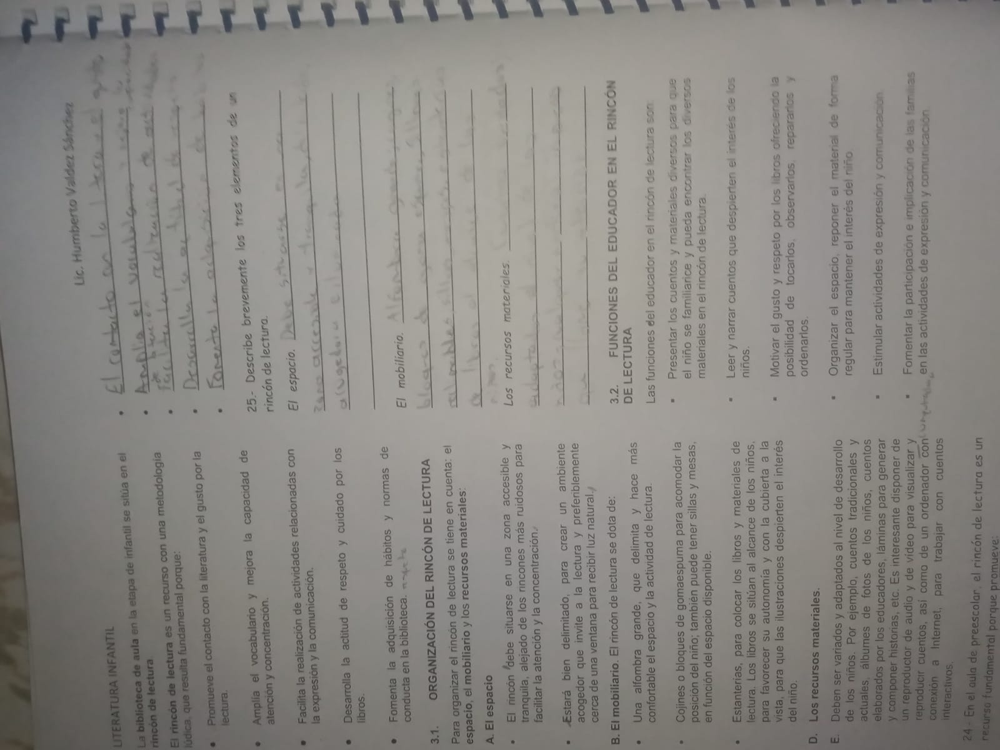 LITERATURA INFANTIL
La biblioteca de aula en la etapa de infantil se sitúa en el
rincón de lectura
El rincón de lectura es un recurso con una metodología
lúdica, que resulta fundamental porque:
• Promueve el contacto con la literatura y el gusto por la
lectura.
• Amplía el vocabulario y mejora la capacidad de
atención y concentración.
• Facilita la realización de actividades relacionadas con
la expresión y la comunicación.
• Desarrolla la actitud de respeto y cuidado por los
libros.
• Fomenta la adquisición de hábitos y normas de
conducta en la biblioteca.
3.1. ORGANIZACIÓN DEL RINCÓN DE LECTURA
Para organizar el rincón de lectura se tiene en cuenta: el
espacio, el mobiliario y los recursos materiales:
A. El espacio
• El rincón debe situarse en una zona accesible y
tranquila, alejado de los rincones más ruidosos para
facilitar la atención y la concentración.
• Estará bien delimitado, para crear un ambiente
acogedor que invite a la lectura y preferiblemente
cerca de una ventana para recibir luz natural.
B. El mobiliario. El rincón de lectura se dota de:
• Una alfombra grande, que delimita y hace más
confortable el espacio y la actividad de lectura.
• Cojines o bloques de gomaespuma para acomodar la
posición del niño; también puede tener sillas y mesas,
en función del espacio disponible.
• Estanterías, para colocar los libros y materiales de
lectura. Los libros se sitúan al alcance de los niños,
para favorecer su autonomía y con la cubierta a la
vista, para que las ilustraciones despierten el interés
del niño.
D. Los recursos materiales.
E. Deben ser variados y adaptados al nivel de desarrollo
de los niños. Por ejemplo, cuentos tradicionales y
actuales, álbumes de fotos de los niños, cuentos
elaborados por los educadores, láminas para generar
y componer historias, etc. Es interesante disponer de
un reproductor de audio y de vídeo para visualizar y
reproducir cuentos, así como de un ordenador con
conexión a Internet, para trabajar con cuentos
interactivos.
24.- En el aula de preescolar, el rincón de lectura es un
recurso fundamental porque promueve:
Lic. Humberto Valdez Sánchez
• El contacto con la y el gusto
• Amplia el vocabulario
de atención
• Facilita la realización de
• Desarrolla la actitud de
• Fomenta la adquisición de
25.- Describe brevemente los tres elementos de un
rincón de lectura.
El espacio. Debe situarse en una
zona accesible y tranquila,
El mobiliario. Alfombra grande,
bloques de
de libros al alcance de los
niños.
Los recursos materiales.
adaptados al
niños
3.2. FUNCIONES DEL EDUCADOR EN EL RINCÓN
DE LECTURA
Las funciones del educador en el rincón de lectura son:
• Presentar los cuentos y materiales diversos para que
el niño se familiarice y pueda encontrar los diversos
materiales en el rincón de lectura.
• Leer y narrar cuentos que despierten el interés de los
niños.
• Motivar el gusto y respeto por los libros ofreciendo la
posibilidad de tocarlos, observarlos, repararlos y
ordenarlos.
• Organizar el espacio, reponer el material de forma
regular para mantener el interés del niño.
• Estimular actividades de expresión y comunicación.
• Fomentar la participación e implicación de las familias
en las actividades de expresión y comunicación.